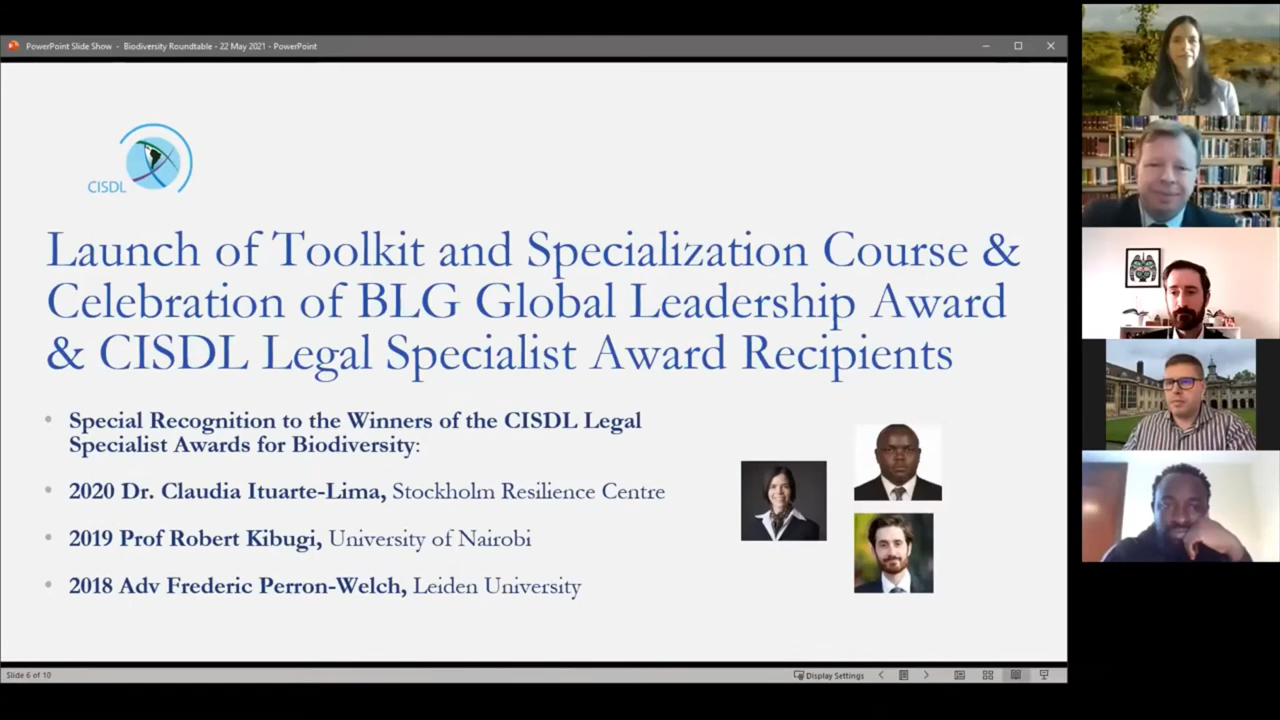 PowerPoint Slide Show - Biodiversity Roundtable - 22 May 2021 - PowerPoint
CISDL
Launch of Toolkit and Specialization Course &
Celebration of BLG Global Leadership Award
& CISDL Legal Specialist Award Recipients
• Special Recognition to the Winners of the CISDL Legal
Specialist Awards for Biodiversity:
• 2020 Dr. Claudia Ituarte-Lima, Stockholm Resilience Centre
• 2019 Prof Robert Kibugi, University of Nairobi
• 2018 Adv Frederic Perron-Welch, Leiden University
Slide 6 of 10
Display Settings